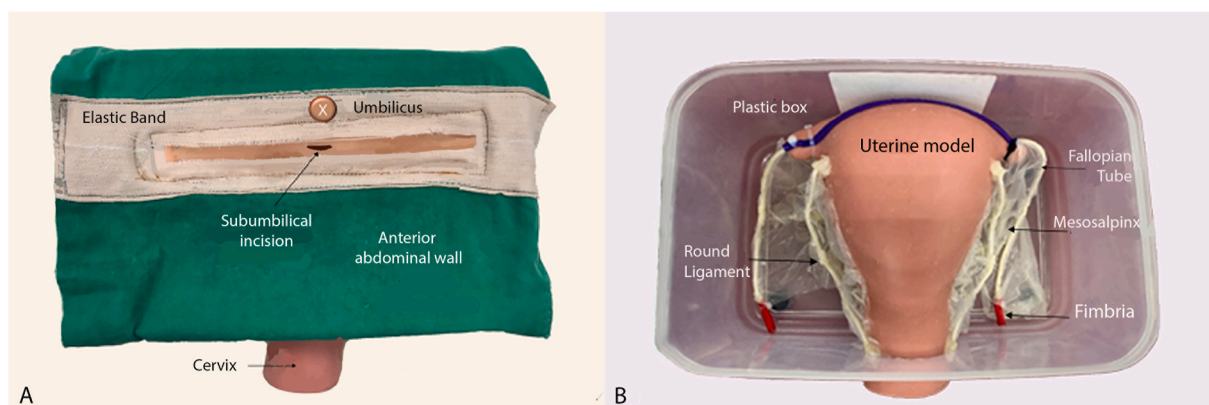 Elastic Band
X
Umbilicus
Subumbilical
incision
Anterior
abdominal wall
Cervix
A
Plastic box
Uterine model
Fallopian
Tube
Mesosalpinx
Round
Ligament
Fimbria
B